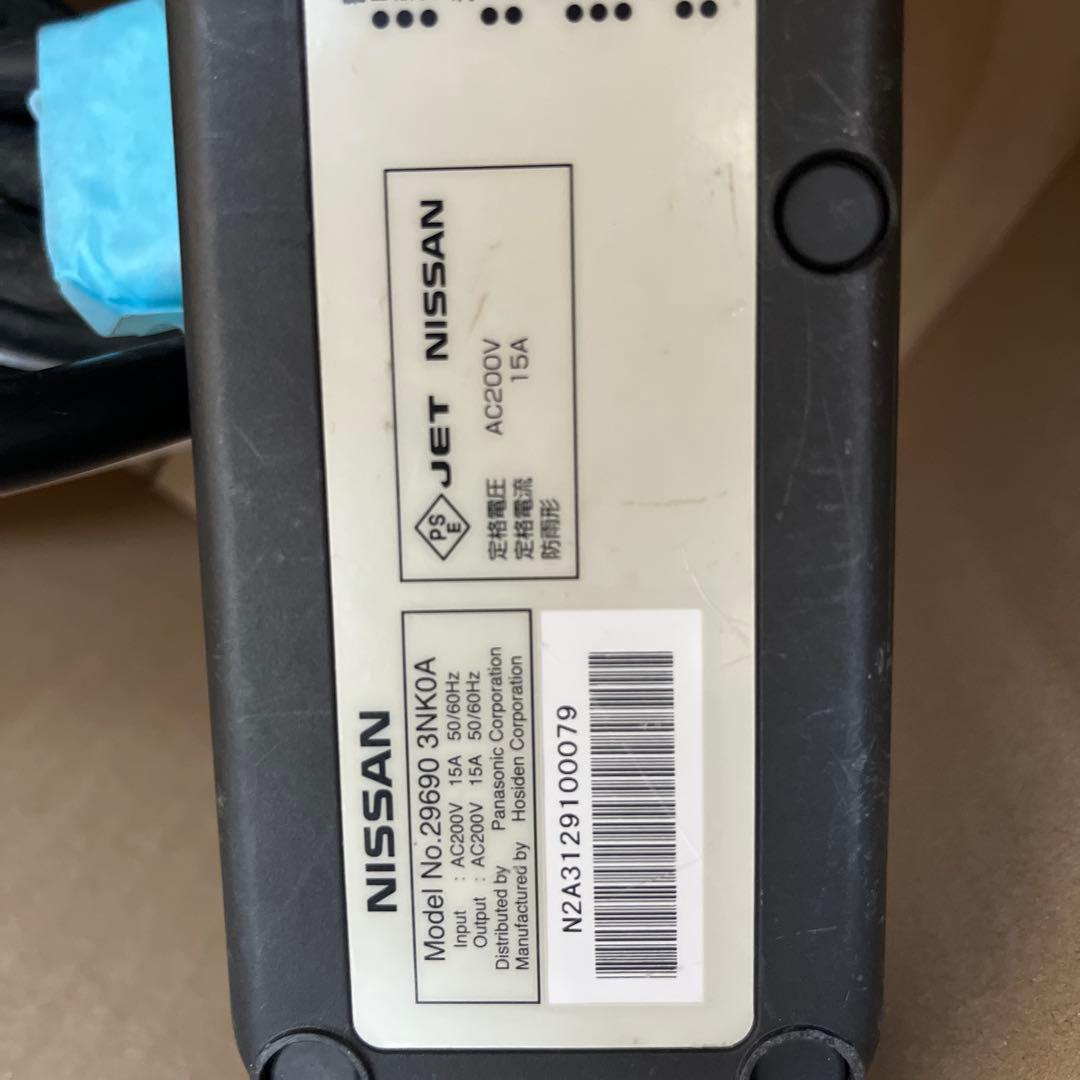 NISSAN
Model No.29690 3NK0A
Input : AC200V 15A 50/60Hz
Output : AC200V 15A 50/60Hz
Distributed by Panasonic Corporation
Manufactured by Hosiden Corporation
N2A3129100079
PS
E
JET NISSAN
定格電圧 AC200V
定格電流 15A
防雨形